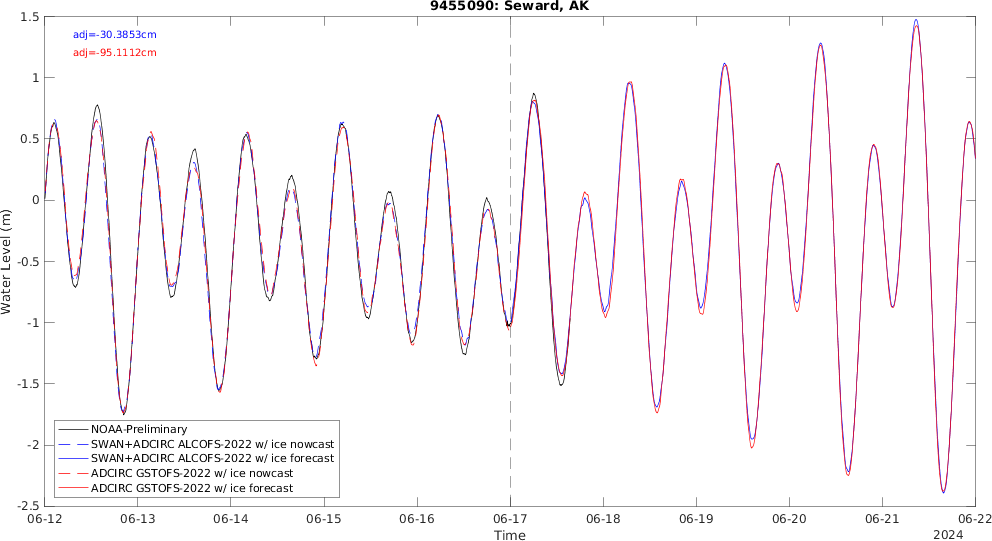 9455090: Seward, AK
adj=-30.3853cm
adj=-95.1112cm
Water Level (m)
1.5
1
0.5
0
-0.5
-1
-1.5
-2
-2.5
NOAA-Preliminary
SWAN+ADCIRC ALCOFS-2022 w/ ice nowcast
SWAN+ADCIRC ALCOFS-2022 w/ ice forecast
ADCIRC GSTOFS-2022 w/ ice nowcast
ADCIRC GSTOFS-2022 w/ ice forecast
06-12 06-13 06-14 06-15 06-16 06-17 06-18 06-19 06-20 06-21 06-22
Time
2024